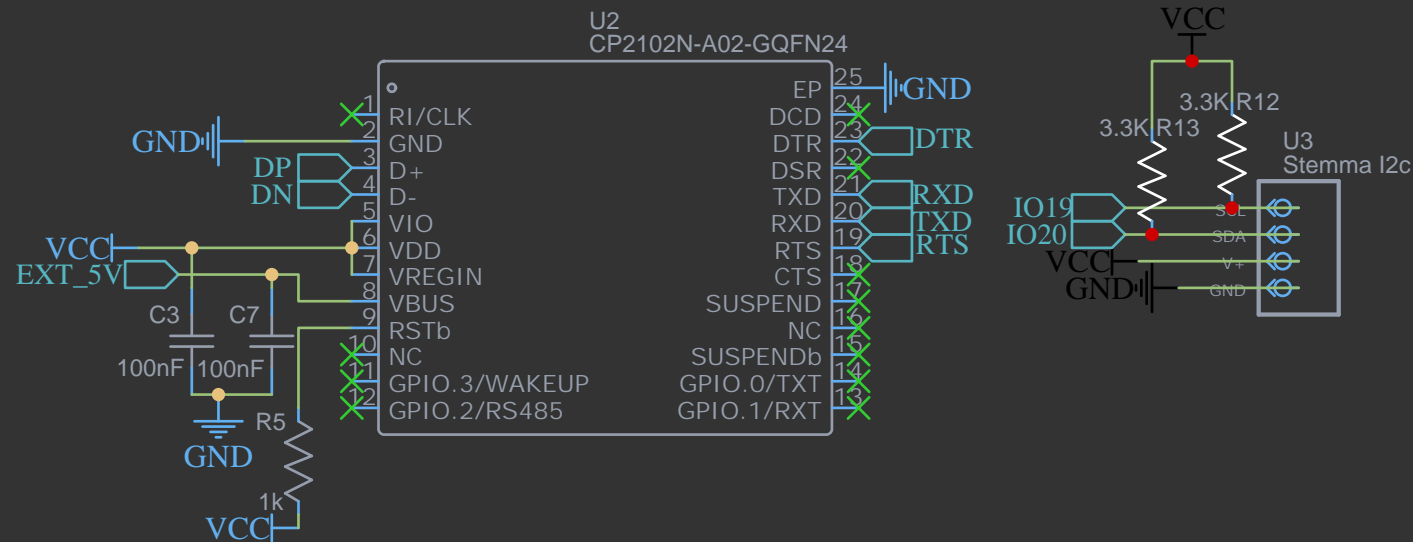 U2
CP2102N-A02-GQFN24
1 RI/CLK
2 GND
GND
3 D+
DP
4 D-
DN
5 VIO
6 VDD
VCC
7 VREGIN
EXT_5V
8 VBUS
9 RSTb
10 NC
11 GPIO.3/WAKEUP
12 GPIO.2/RS485
C3
100nF
C7
100nF
GND
R5
1k
VCC
EP 25
GND
DCD 24
DTR 23
DTR
DSR 22
TXD 21
RXD
RXD 20
TXD
RTS 19
RTS
CTS 18
SUSPEND 17
NC 16
SUSPENDb 15
GPIO.0/TXT 14
GPIO.1/RXT 13
VCC
3.3K R12
3.3K R13
U3
Stemma I2c
IO19
SCL
IO20
SDA
VCC
V+
GND
GND